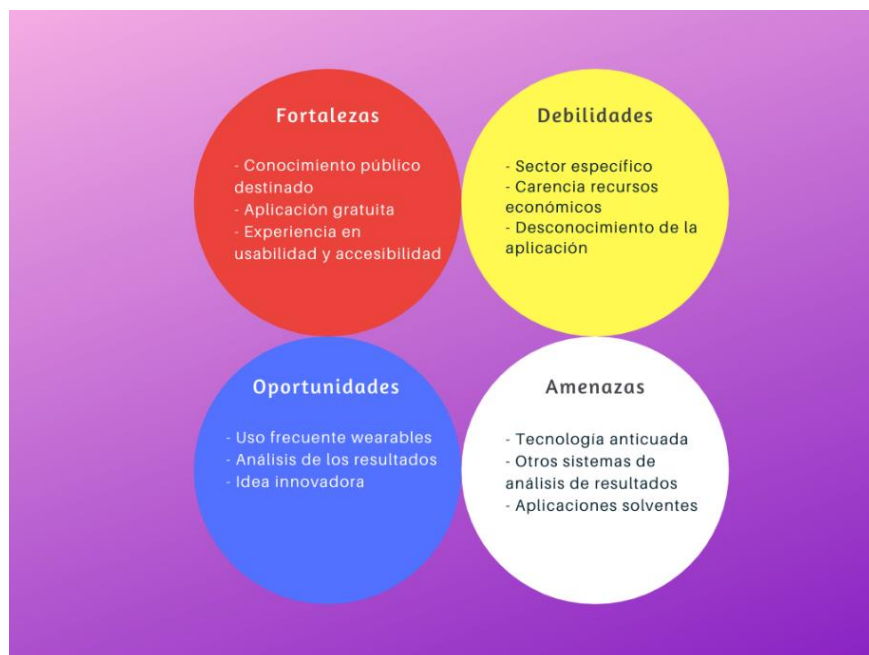 Fortalezas
- Conocimiento público
destinado
- Aplicación gratuita
- Experiencia en
usabilidad y accesibilidad
Debilidades
- Sector específico
- Carencia recursos
económicos
- Desconocimiento de la
aplicación
Oportunidades
- Uso frecuente wearables
- Análisis de los resultados
- Idea innovadora
Amenazas
- Tecnología anticuada
- Otros sistemas de
análisis de resultados
- Aplicaciones solventes